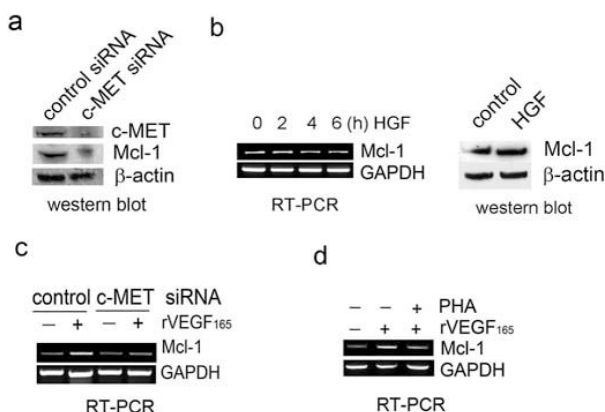 a
control siRNA
c-MET siRNA
c-MET
Mcl-1
β-actin
western blot
b
0 2 4 6 (h) HGF
Mcl-1
GAPDH
RT-PCR
control
HGF
Mcl-1
β-actin
western blot
c
control c-MET siRNA
– + – + rVEGF₁₆₅
Mcl-1
GAPDH
RT-PCR
d
– – + PHA
– + + rVEGF₁₆₅
Mcl-1
GAPDH
RT-PCR